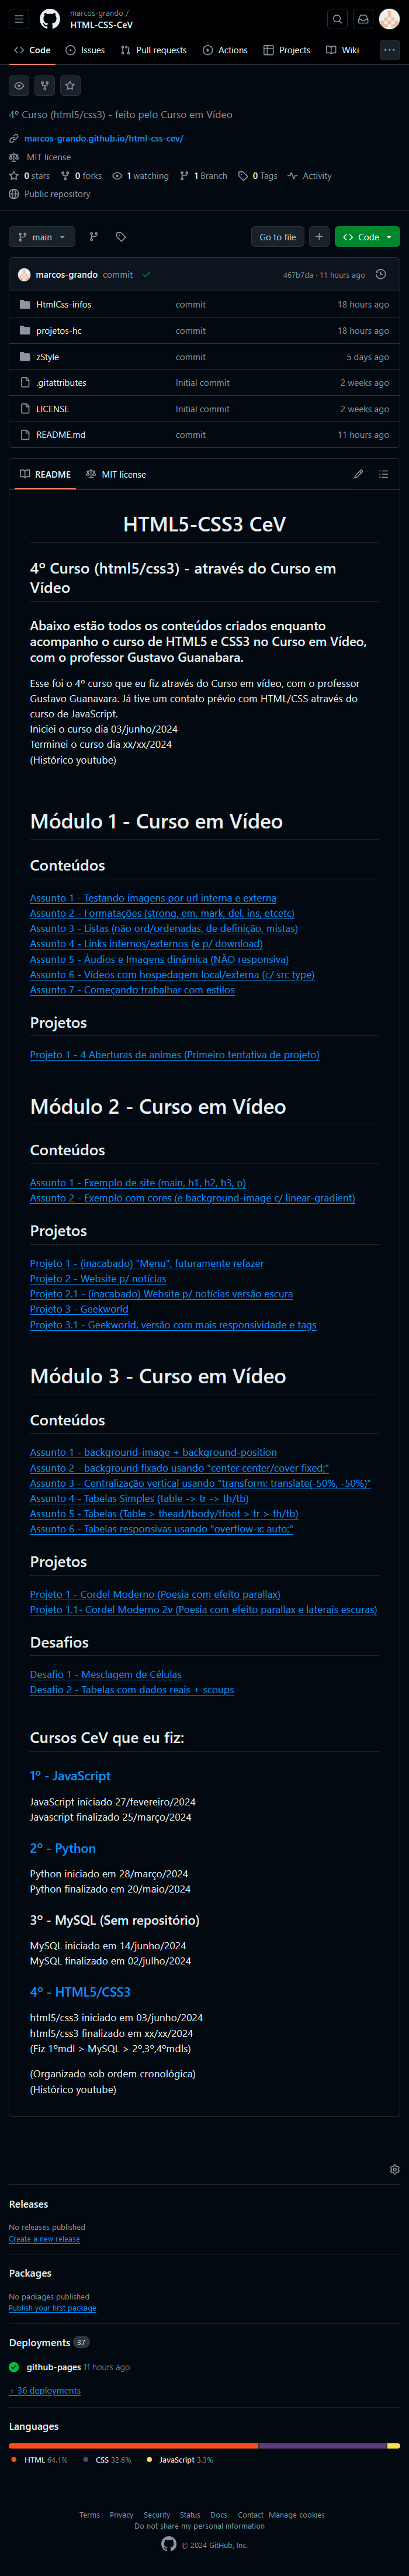 marcos-grando /
HTML-CSS-CeV
Code Issues Pull requests Actions Projects Wiki
4º Curso (html5/css3) - feito pelo Curso em Vídeo
marcos-grando.github.io/html-css-cev/
MIT license
0 stars 0 forks 1 watching 1 Branch 0 Tags Activity
Public repository
main Go to file Code
marcos-grando commit 467b7da · 11 hours ago
HtmlCss-infos commit 18 hours ago
projetos-hc commit 18 hours ago
zStyle commit 5 days ago
.gitattributes Initial commit 2 weeks ago
LICENSE Initial commit 2 weeks ago
README.md commit 11 hours ago
README MIT license
HTML5-CSS3 CeV
4º Curso (html5/css3) - através do Curso em
Vídeo
Abaixo estão todos os conteúdos criados enquanto
acompanho o curso de HTML5 e CSS3 no Curso em Vídeo,
com o professor Gustavo Guanabara.
Esse foi o 4º curso que eu fiz através do Curso em vídeo, com o professor
Gustavo Guanavara. Já tive um contato prévio com HTML/CSS através do
curso de JavaScript.
Iniciei o curso dia 03/junho/2024
Terminei o curso dia xx/xx/2024
(Histórico youtube)
Módulo 1 - Curso em Vídeo
Conteúdos
Assunto 1 - Testando imagens por url interna e externa
Assunto 2 - Formatações (strong, em, mark, del, ins, etcetc)
Assunto 3 - Listas (não ord/ordenadas, de definição, mistas)
Assunto 4 - Links internos/externos (e p/ download)
Assunto 5 - Áudios e Imagens dinâmica (NÃO responsiva)
Assunto 6 - Vídeos com hospedagem local/externa (c/ src type)
Assunto 7 - Começando trabalhar com estilos
Projetos
Projeto 1 - 4 Aberturas de animes (Primeiro tentativa de projeto)
Módulo 2 - Curso em Vídeo
Conteúdos
Assunto 1 - Exemplo de site (main, h1, h2, h3, p)
Assunto 2 - Exemplo com cores (e background-image c/ linear-gradient)
Projetos
Projeto 1 - (inacabado) "Menu", futuramente refazer
Projeto 2 - Website p/ notícias
Projeto 2.1 - (inacabado) Website p/ notícias versão escura
Projeto 3 - Geekworld
Projeto 3.1 - Geekworld, versão com mais responsividade e tags
Módulo 3 - Curso em Vídeo
Conteúdos
Assunto 1 - background-image + background-position
Assunto 2 - background fixado usando "center center/cover fixed;"
Assunto 3 - Centralização vertical usando "transform: translate(-50%, -50%)"
Assunto 4 - Tabelas Simples (table -> tr -> th/tb)
Assunto 5 - Tabelas (Table > thead/tbody/tfoot > tr > th/tb)
Assunto 6 - Tabelas responsivas usando "overflow-x: auto;"
Projetos
Projeto 1 - Cordel Moderno (Poesia com efeito parallax)
Projeto 1.1- Cordel Moderno 2v (Poesia com efeito parallax e laterais escuras)
Desafios
Desafio 1 - Mesclagem de Células
Desafio 2 - Tabelas com dados reais + scoups
Cursos CeV que eu fiz:
1º - JavaScript
JavaScript iniciado 27/fevereiro/2024
Javascript finalizado 25/março/2024
2º - Python
Python iniciado em 28/março/2024
Python finalizado em 20/maio/2024
3º - MySQL (Sem repositório)
MySQL iniciado em 14/junho/2024
MySQL finalizado em 02/julho/2024
4º - HTML5/CSS3
html5/css3 iniciado em 03/junho/2024
html5/css3 finalizado em xx/xx/2024
(Fiz 1ºmdl > MySQL > 2º,3º,4ºmdls)
(Organizado sob ordem cronológica)
(Histórico youtube)
Releases
No releases published
Create a new release
Packages
No packages published
Publish your first package
Deployments 37
github-pages 11 hours ago
+ 36 deployments
Languages
HTML 64.1% CSS 32.6% JavaScript 3.3%
Terms Privacy Security Status Docs Contact Manage cookies
Do not share my personal information
© 2024 GitHub, Inc.